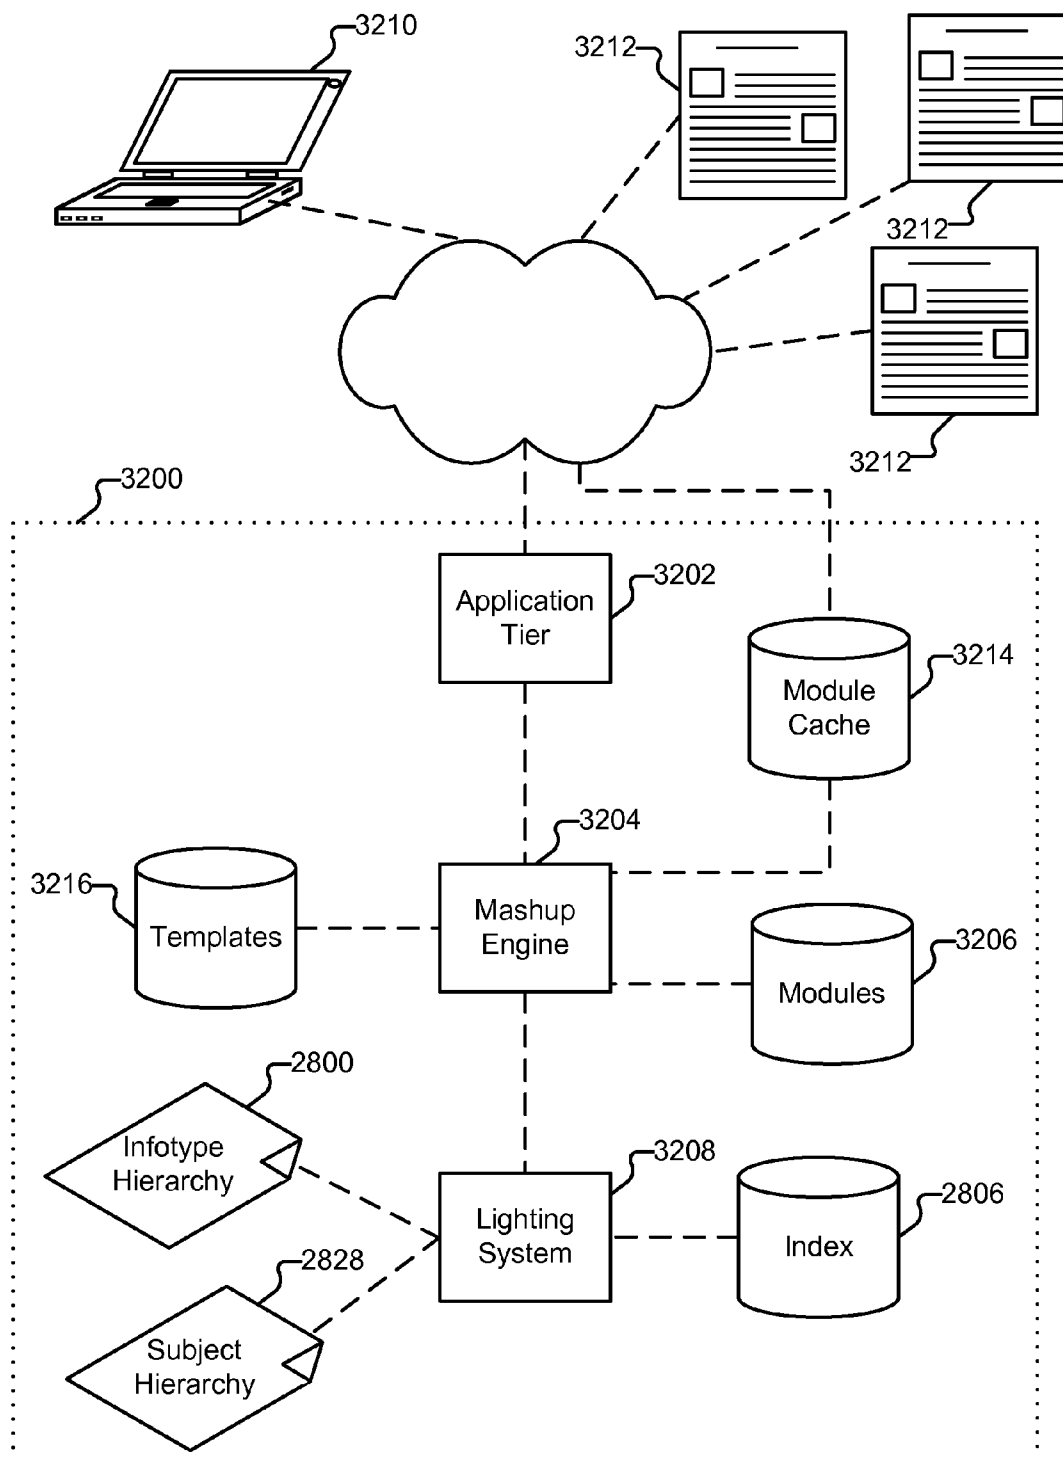 3210
3212
3212
3212
3200
Application
Tier
3202
Module
Cache
3214
3204
3216
Templates
Mashup
Engine
3206
Modules
2800
Infotype
Hierarchy
3208
Lighting
System
2806
Index
2828
Subject
Hierarchy